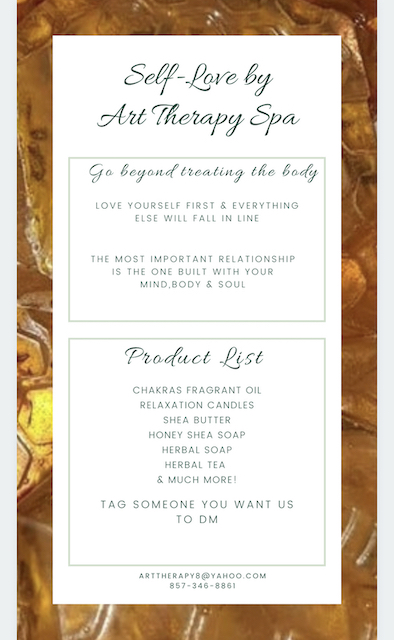 Self-Love by
Art Therapy Spa
Go beyond treating the body
LOVE YOURSELF FIRST & EVERYTHING
ELSE WILL FALL IN LINE
THE MOST IMPORTANT RELATIONSHIP
IS THE ONE BUILT WITH YOUR
MIND,BODY & SOUL
Product List
CHAKRAS FRAGRANT OIL
RELAXATION CANDLES
SHEA BUTTER
HONEY SHEA SOAP
HERBAL SOAP
HERBAL TEA
& MUCH MORE!
TAG SOMEONE YOU WANT US
TO DM
ARTTHERAPY8@YAHOO.COM
857-346-8861